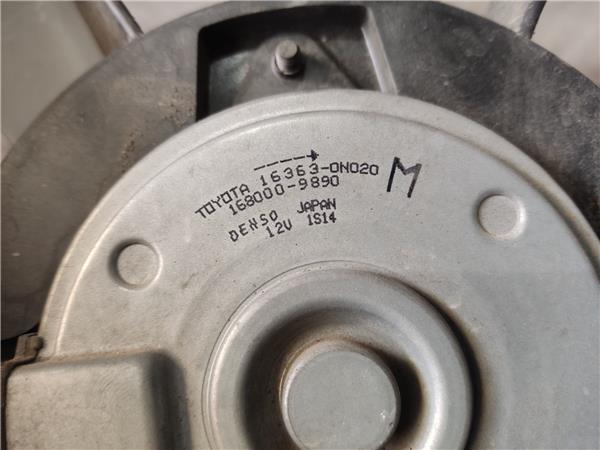 TOYOTA 16363-0N020
168000-9890
DENSO JAPAN
12V 1S14
M